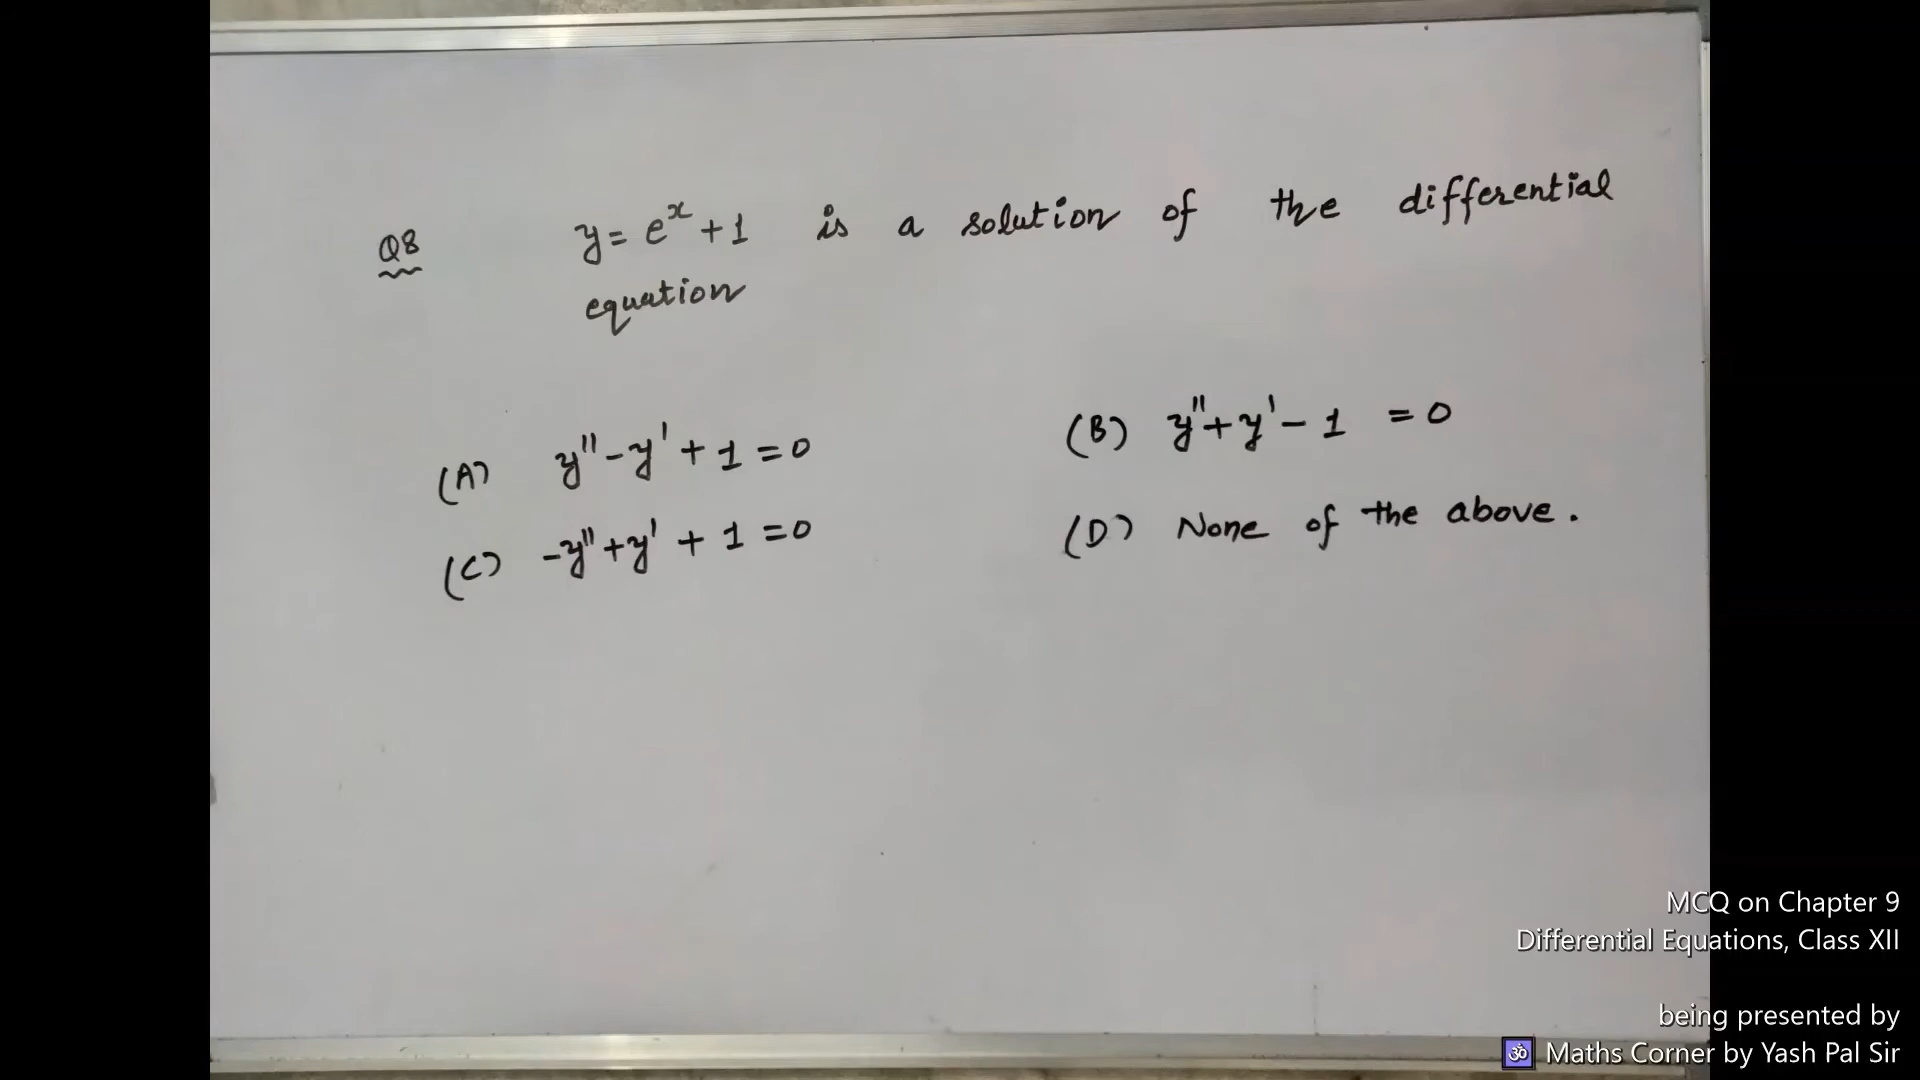 Q8 y = e^x + 1 is a solution of the differential
equation
(A) y'' - y' + 1 = 0
(B) y'' + y' - 1 = 0
(C) -y'' + y' + 1 = 0
(D) None of the above.
MCQ on Chapter 9
Differential Equations, Class XII
being presented by
ॐ Maths Corner by Yash Pal Sir